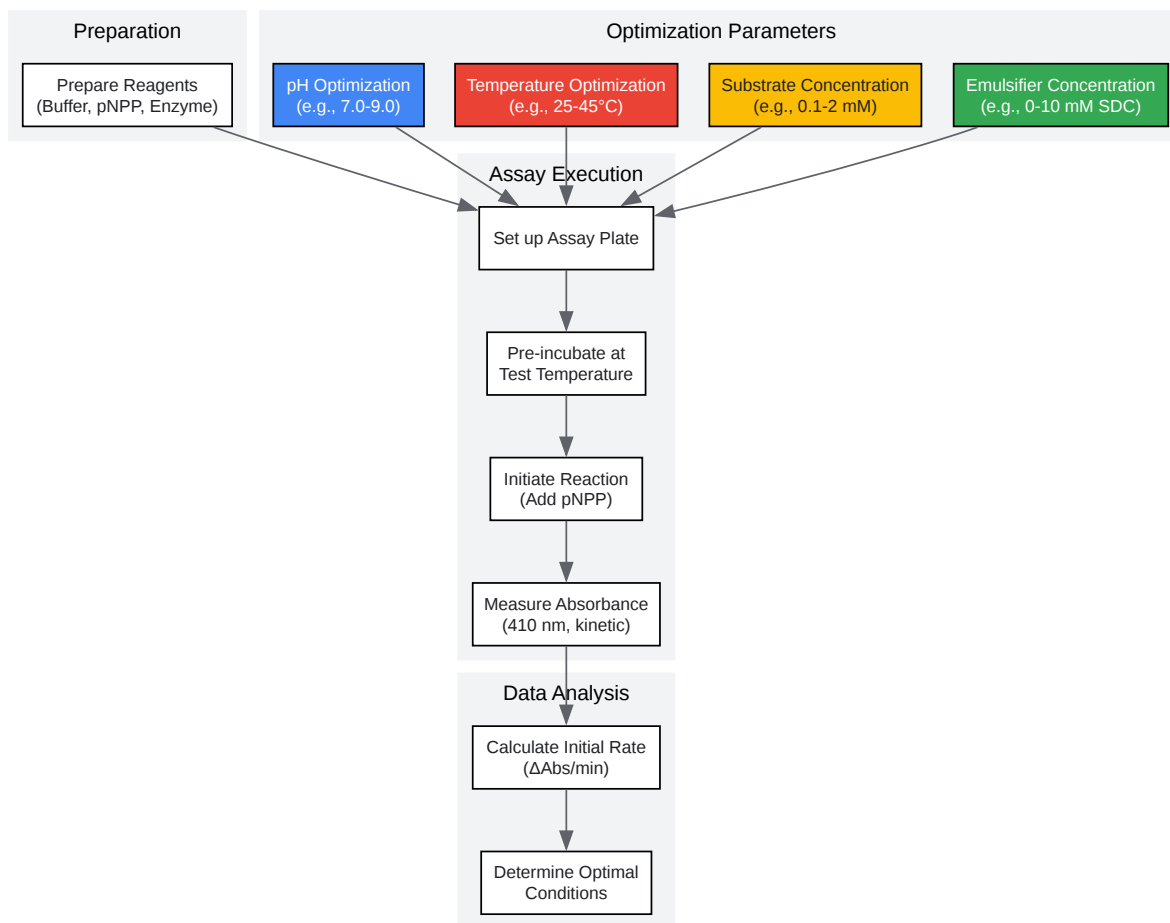 Preparation
Optimization Parameters
Prepare Reagents
(Buffer, pNPP, Enzyme)
pH Optimization
(e.g., 7.0-9.0)
Temperature Optimization
(e.g., 25-45°C)
Substrate Concentration
(e.g., 0.1-2 mM)
Emulsifier Concentration
(e.g., 0-10 mM SDC)
Assay Execution
Set up Assay Plate
Pre-incubate at
Test Temperature
Initiate Reaction
(Add pNPP)
Measure Absorbance
(410 nm, kinetic)
Data Analysis
Calculate Initial Rate
(ΔAbs/min)
Determine Optimal
Conditions